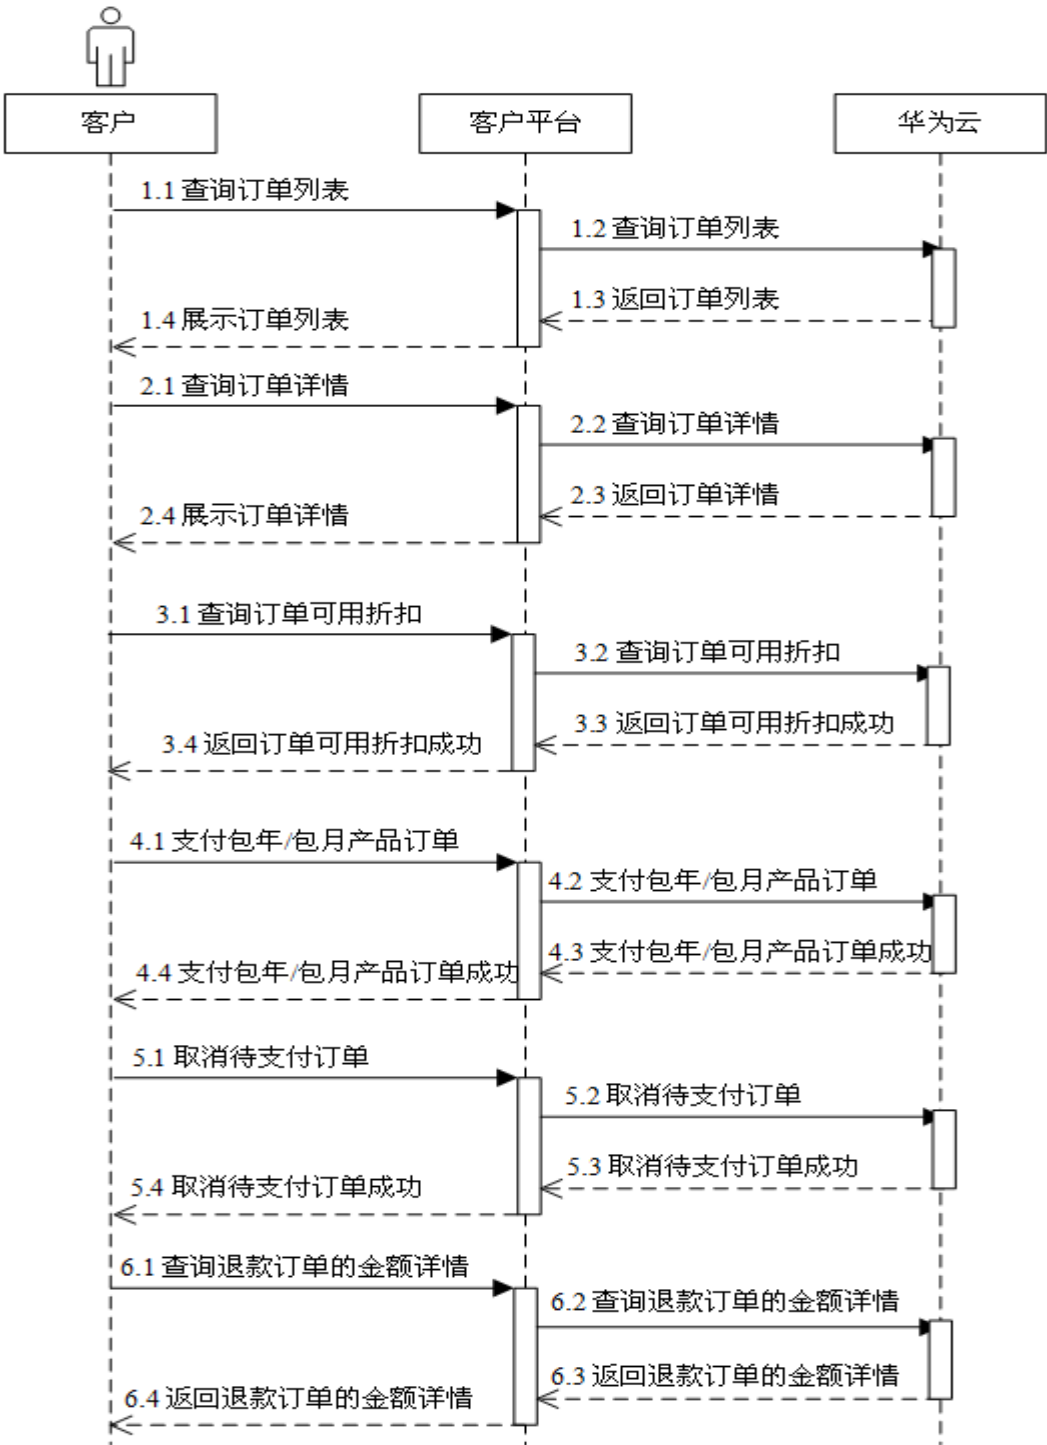 客户
客户平台
华为云
1.1 查询订单列表
1.2 查询订单列表
1.3 返回订单列表
1.4 展示订单列表
2.1 查询订单详情
2.2 查询订单详情
2.3 返回订单详情
2.4 展示订单详情
3.1 查询订单可用折扣
3.2 查询订单可用折扣
3.3 返回订单可用折扣成功
3.4 返回订单可用折扣成功
4.1 支付包年/包月产品订单
4.2 支付包年/包月产品订单
4.3 支付包年/包月产品订单成功
4.4 支付包年/包月产品订单成功
5.1 取消待支付订单
5.2 取消待支付订单
5.3 取消待支付订单成功
5.4 取消待支付订单成功
6.1 查询退款订单的金额详情
6.2 查询退款订单的金额详情
6.3 返回退款订单的金额详情
6.4 返回退款订单的金额详情